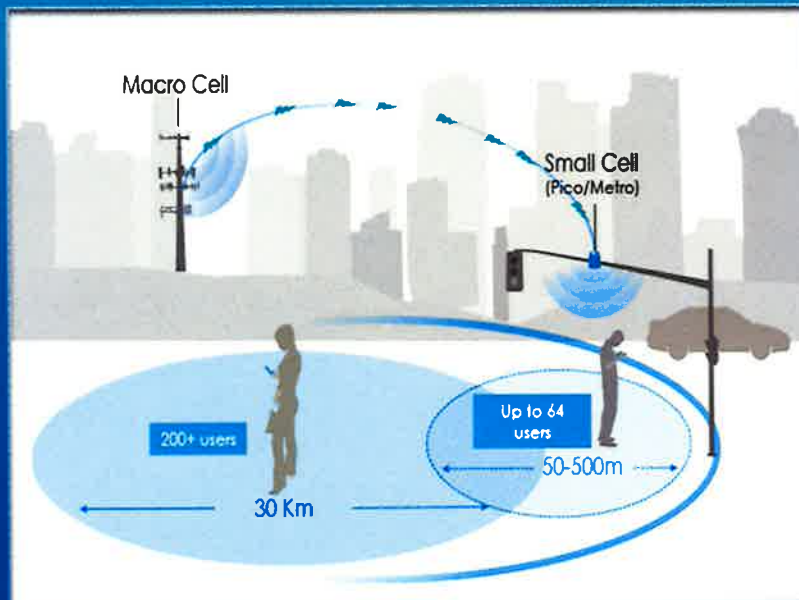 Macro Cell
Small Cell
(Pico/Metro)
200+ users
Up to 64
users
50-500m
30 Km